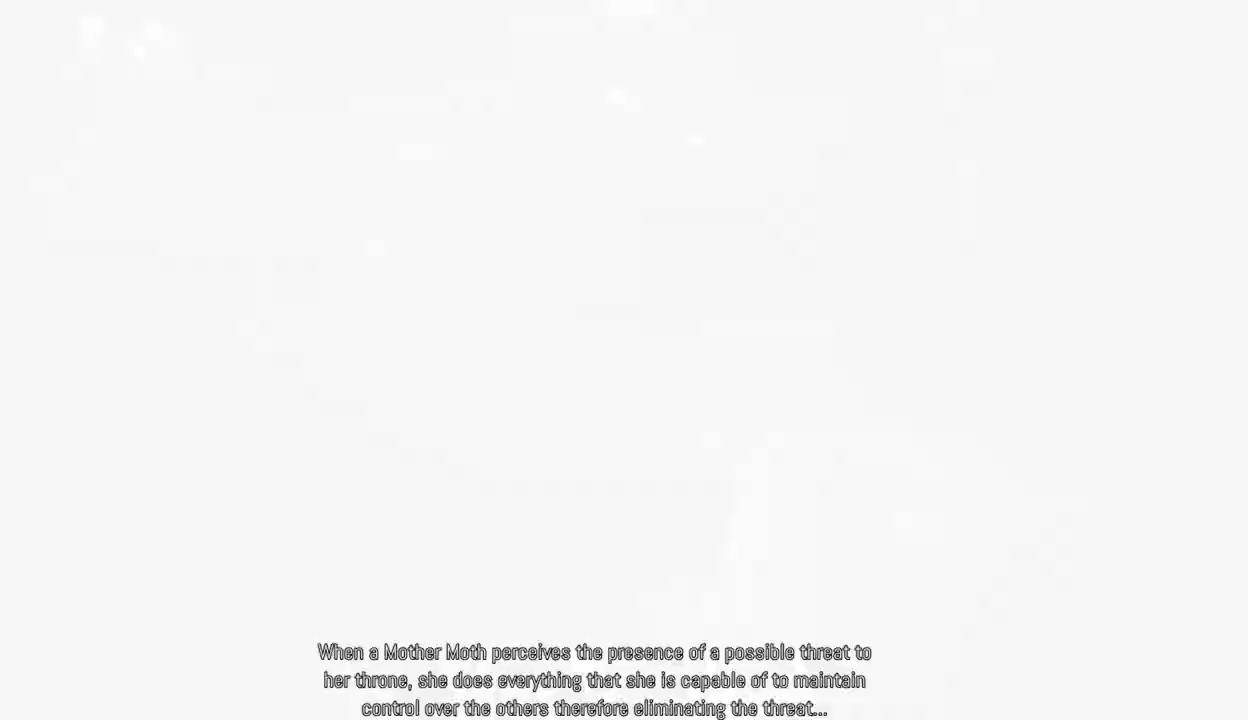 When a Mother Moth perceives the presence of a possible threat to
her throne, she does everything that she is capable of to maintain
control over the others therefore eliminating the threat...